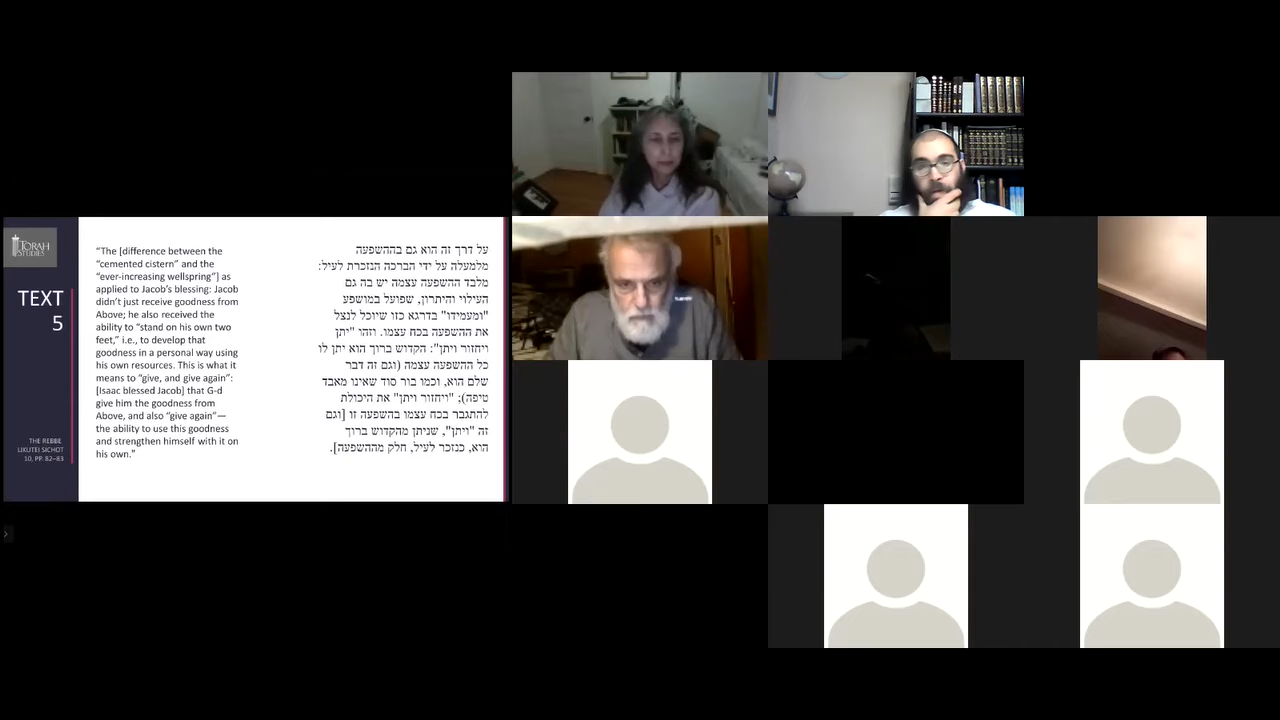 TORAH
STUDIES
TEXT
5
THE REBBE
LIKUTEI SICHOT
10, PP. 82–83
“The [difference between the
“cemented cistern” and the
“ever-increasing wellspring”] as
applied to Jacob’s blessing: Jacob
didn’t just receive goodness from
Above; he also received the
ability to “stand on his own two
feet,” i.e., to develop that
goodness in a personal way using
his own resources. This is what it
means to “give, and give again”:
[Isaac blessed Jacob] that G-d
give him the goodness from
Above, and also “give again”—
the ability to use this goodness
and strengthen himself with it on
his own.”
על דרך זה הוא גם בההשפעה
מלמעלה על ידי הברכה הנזכרת לעיל:
מלבד ההשפעה עצמה יש בה גם
העילוי והיתרון, שפועל במושפע
"ומעמידו" בדרגא כזו שיוכל לנצל
את ההשפעה בכח עצמו. וזהו "יתן
ויחזור ויתן": הקדוש ברוך הוא יתן לו
כל ההשפעה עצמה (וגם זה דבר
שלם הוא, וכמו בור סוד שאינו מאבד
טיפה); "ויחזור ויתן" את היכולת
להתגבר בכח עצמו בהשפעה זו [וגם
זה "ויתן", שניתן מהקדוש ברוך
הוא, כנזכר לעיל, חלק מההשפעה].